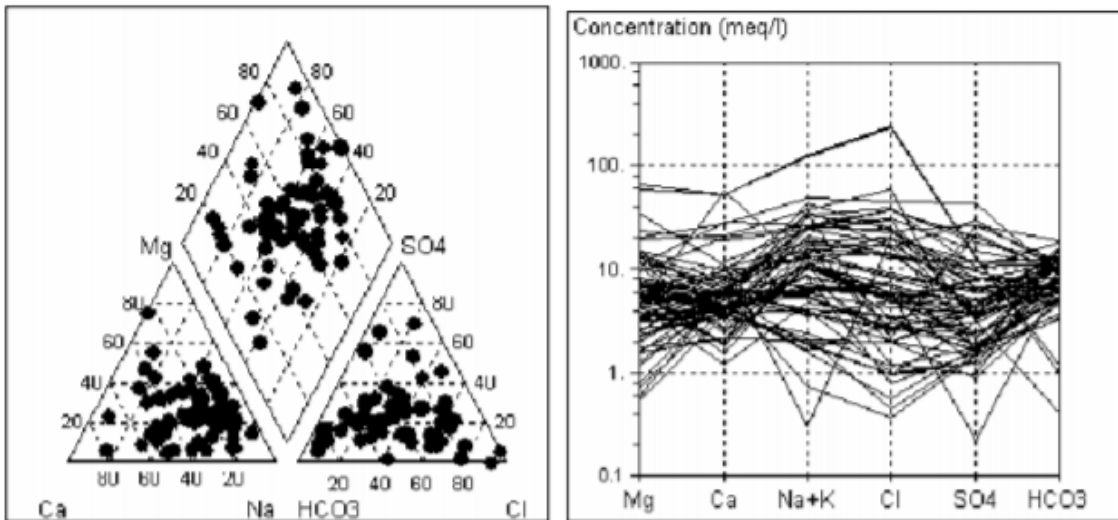 80 80
60 60
40 40
20 20
Mg SO4
80 80
60 60
40 40
20 20
80 60 40 20 20 40 60 80
Ca Na HCO3 Cl
Concentration (meq/l)
1000.
100.
10.
1.
0.1
Mg Ca Na+K Cl SO4 HCO3